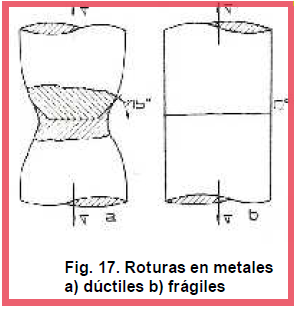 a
b
Fig. 17. Roturas en metales
a) dúctiles b) frágiles